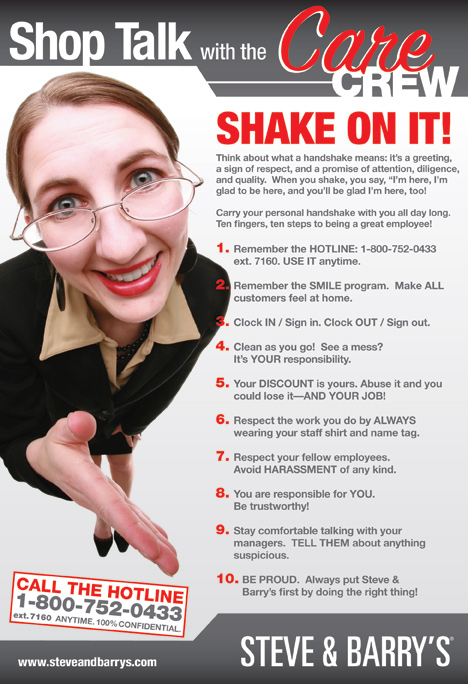 Shop Talk with the Care
CREW
SHAKE ON IT!
Think about what a handshake means: it's a greeting,
a sign of respect, and a promise of attention, diligence,
and quality. When you shake, you say, "I'm here, I'm
glad to be here, and you'll be glad I'm here, too!
Carry your personal handshake with you all day long.
Ten fingers, ten steps to being a great employee!
1. Remember the HOTLINE: 1-800-752-0433
ext. 7160. USE IT anytime.
2. Remember the SMILE program. Make ALL
customers feel at home.
3. Clock IN / Sign in. Clock OUT / Sign out.
4. Clean as you go! See a mess?
It's YOUR responsibility.
5. Your DISCOUNT is yours. Abuse it and you
could lose it—AND YOUR JOB!
6. Respect the work you do by ALWAYS
wearing your staff shirt and name tag.
7. Respect your fellow employees.
Avoid HARASSMENT of any kind.
8. You are responsible for YOU.
Be trustworthy!
9. Stay comfortable talking with your
managers. TELL THEM about anything
suspicious.
10. BE PROUD. Always put Steve &
Barry's first by doing the right thing!
CALL THE HOTLINE
1-800-752-0433
ext. 7160 ANYTIME. 100% CONFIDENTIAL.
www.steveandbarrys.com
STEVE & BARRY'S®